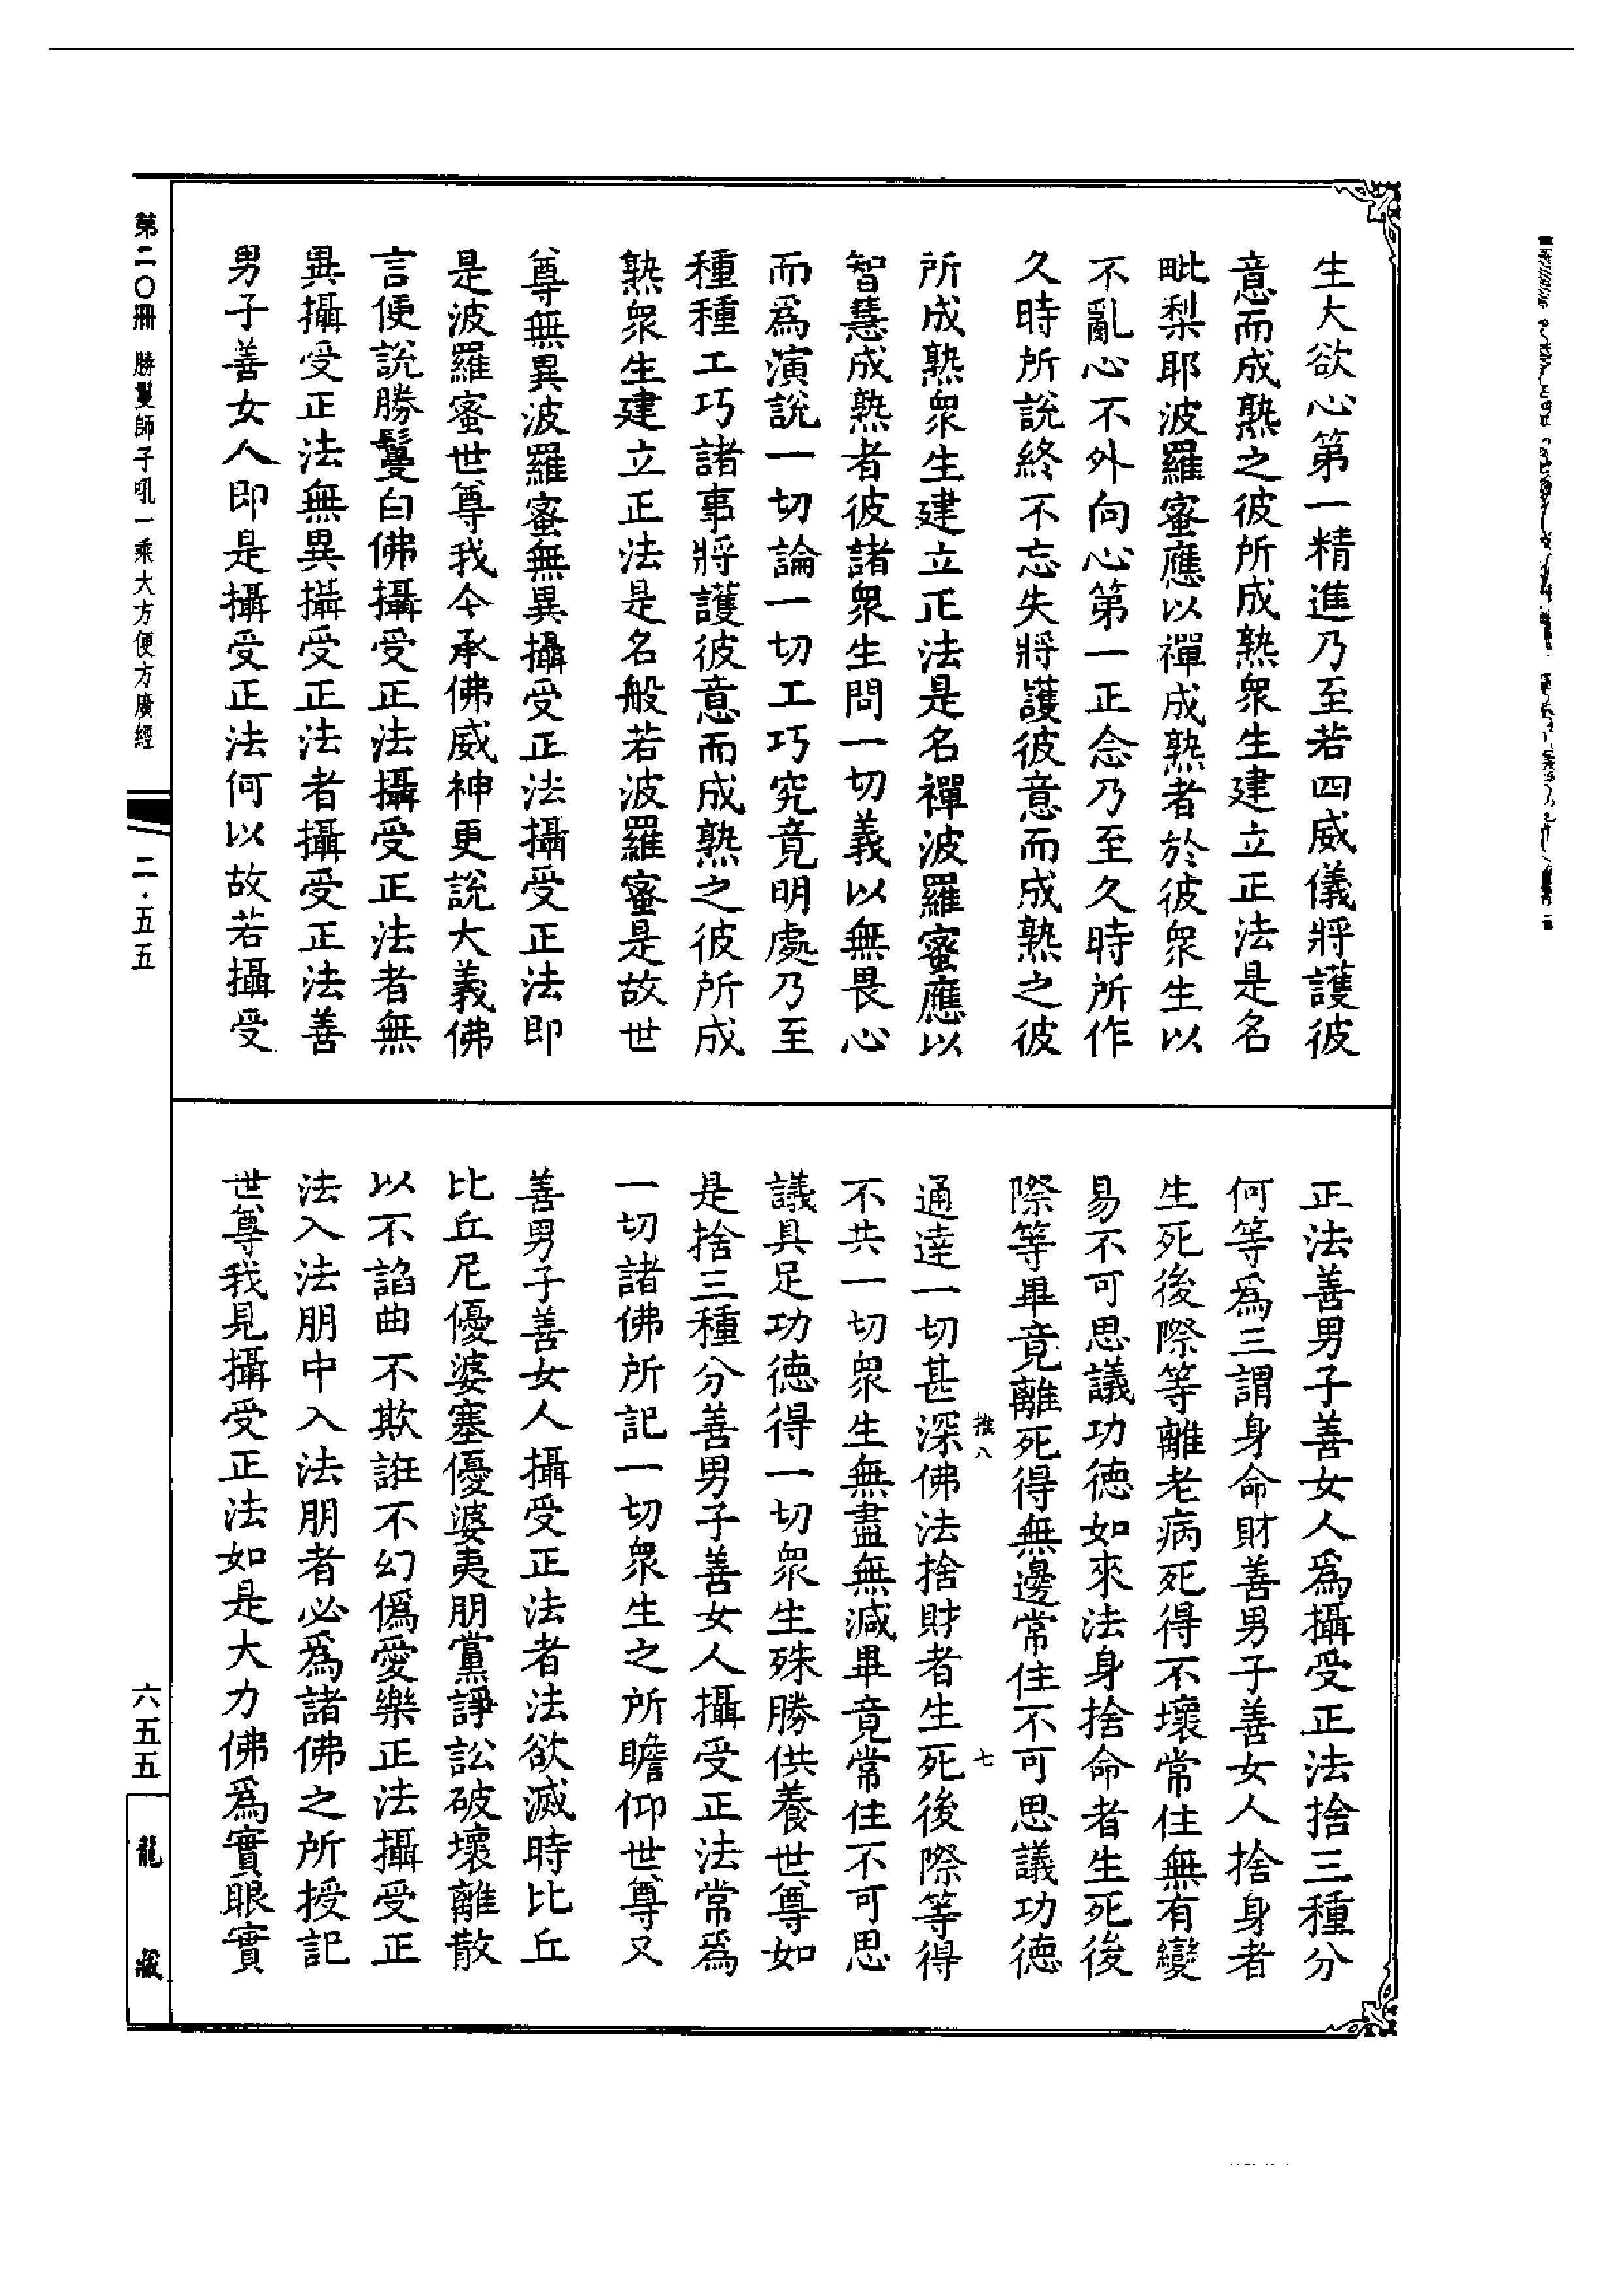 生大欲心第一精進乃至若四威儀將護彼
意而成熟之彼所成熟衆生建立正法是名
毗梨耶波羅蜜應以禪成熟者於彼衆生以
不亂心不外向心第一正念乃至久時所作
久時所說終不忘失將護彼意而成熟之彼
所成熟衆生建立正法是名禪波羅蜜應以
智慧成熟者彼諸衆生問一切義以無畏心
而爲演說一切論一切工巧究竟明處乃至
種種工巧諸事將護彼意而成熟之彼所成
熟衆生建立正法是名般若波羅蜜是故世
尊無異波羅蜜無異攝受正法攝受正法即
是波羅蜜世尊我今承佛威神更說大義佛
言便說勝鬘白佛攝受正法攝受正法者無
異攝受正法無異攝受正法者攝受正法善
男子善女人即是攝受正法何以故若攝受
正法善男子善女人爲攝受正法捨三種分
何等爲三謂身命財善男子善女人捨身者
生死後際等離老病死得不壞常住無有變
易不可思議功德如來法身捨命者生死後
際等畢竟離死得無邊常住不可思議功德
推八
七
通達一切甚深佛法捨財者生死後際等得
不共一切衆生無盡無減畢竟常住不可思
議具足功德得一切衆生殊勝供養世尊如
是捨三種分善男子善女人攝受正法常爲
一切諸佛所記一切衆生之所瞻仰世尊又
善男子善女人攝受正法者法欲滅時比丘
比丘尼優婆塞優婆夷朋黨諍訟破壞離散
以不諂曲不欺誑不幻僞愛樂正法攝受正
法入法朋中入法朋者必爲諸佛之所授記
世尊我見攝受正法如是大力佛爲實眼實
第二〇冊 勝鬘師子吼一乘大方便方廣經
二·五五
六五五
龍藏